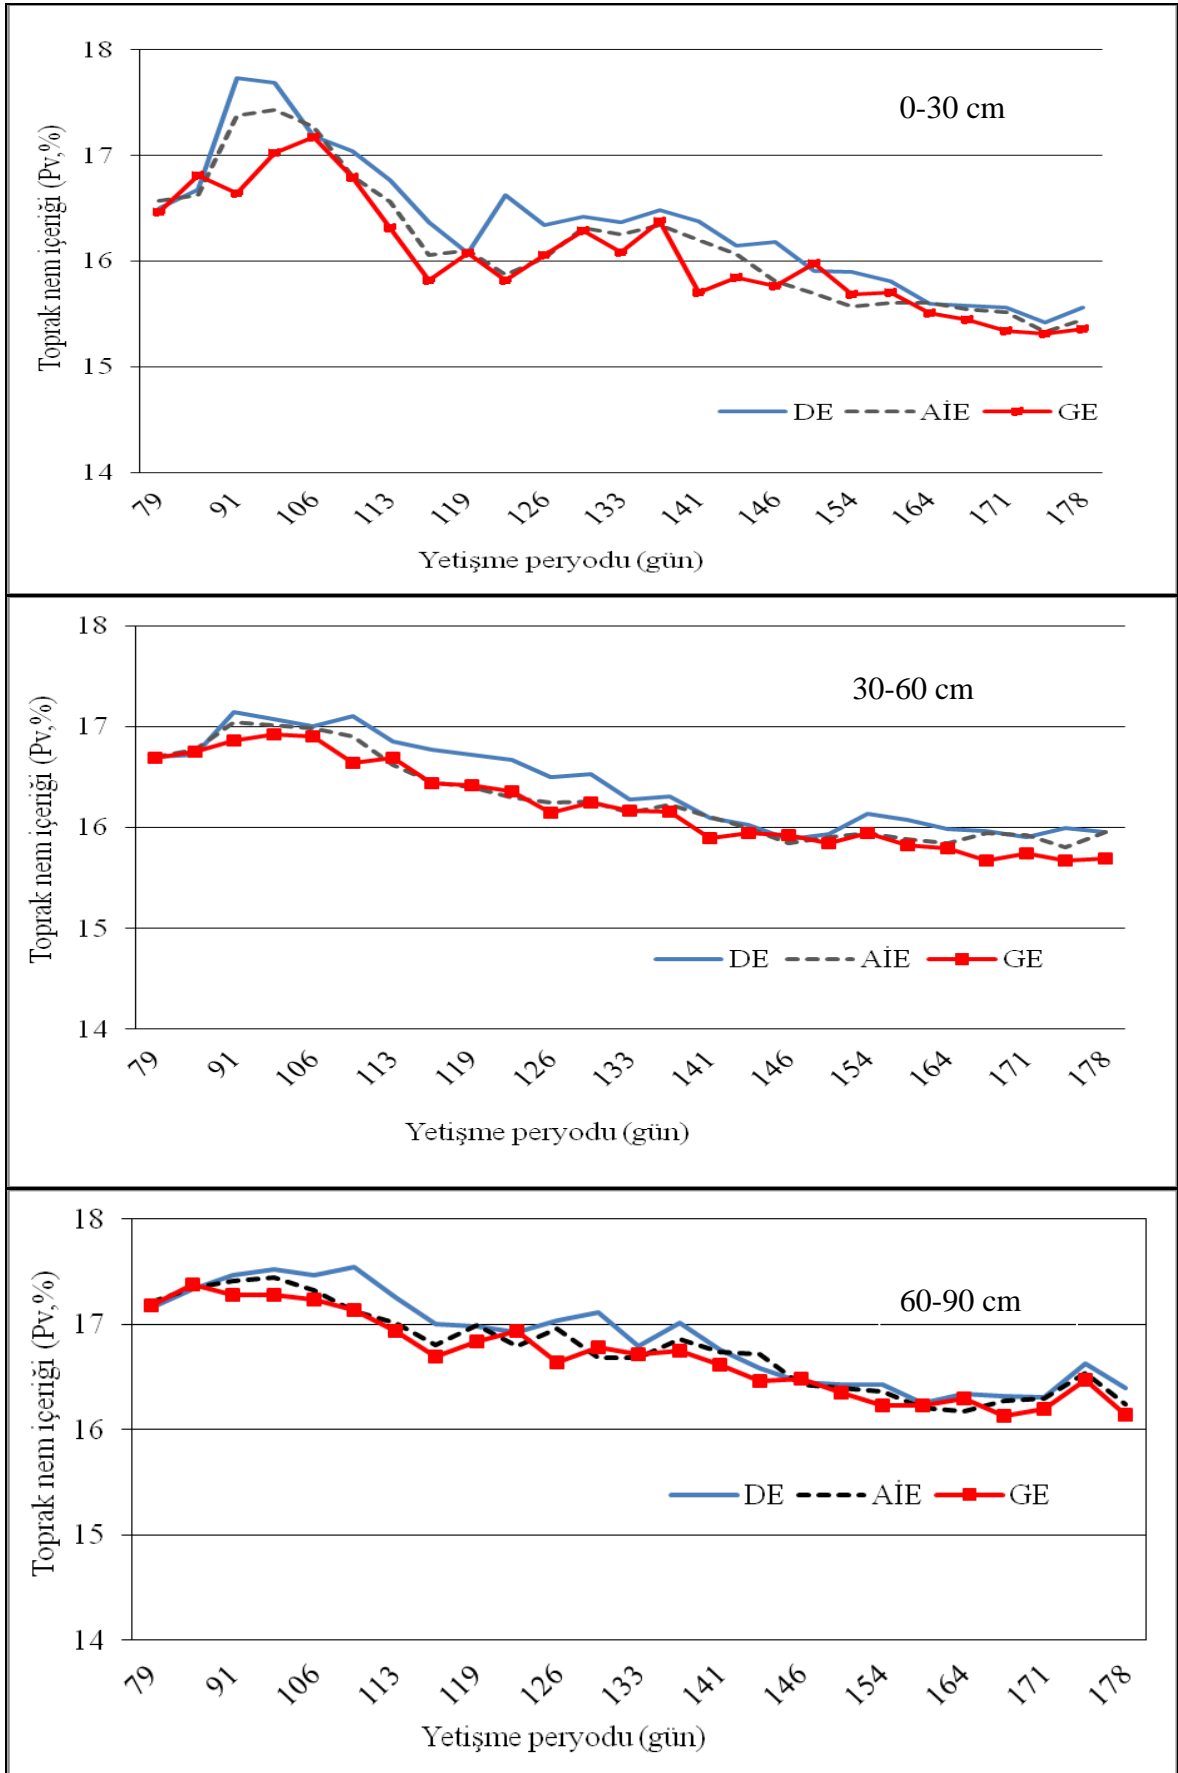 18
17
16
15
14
Toprak nem içeriği (Pv,%)
0-30 cm
DE AİE GE
79 91 106 113 119 126 133 141 146 154 164 171 178
Yetişme peryodu (gün)
18
17
16
15
14
Toprak nem içeriği (Pv,%)
30-60 cm
DE AİE GE
79 91 106 113 119 126 133 141 146 154 164 171 178
Yetişme peryodu (gün)
18
17
16
15
14
Toprak nem içeriği (Pv,%)
60-90 cm
DE AİE GE
79 91 106 113 119 126 133 141 146 154 164 171 178
Yetişme peryodu (gün)